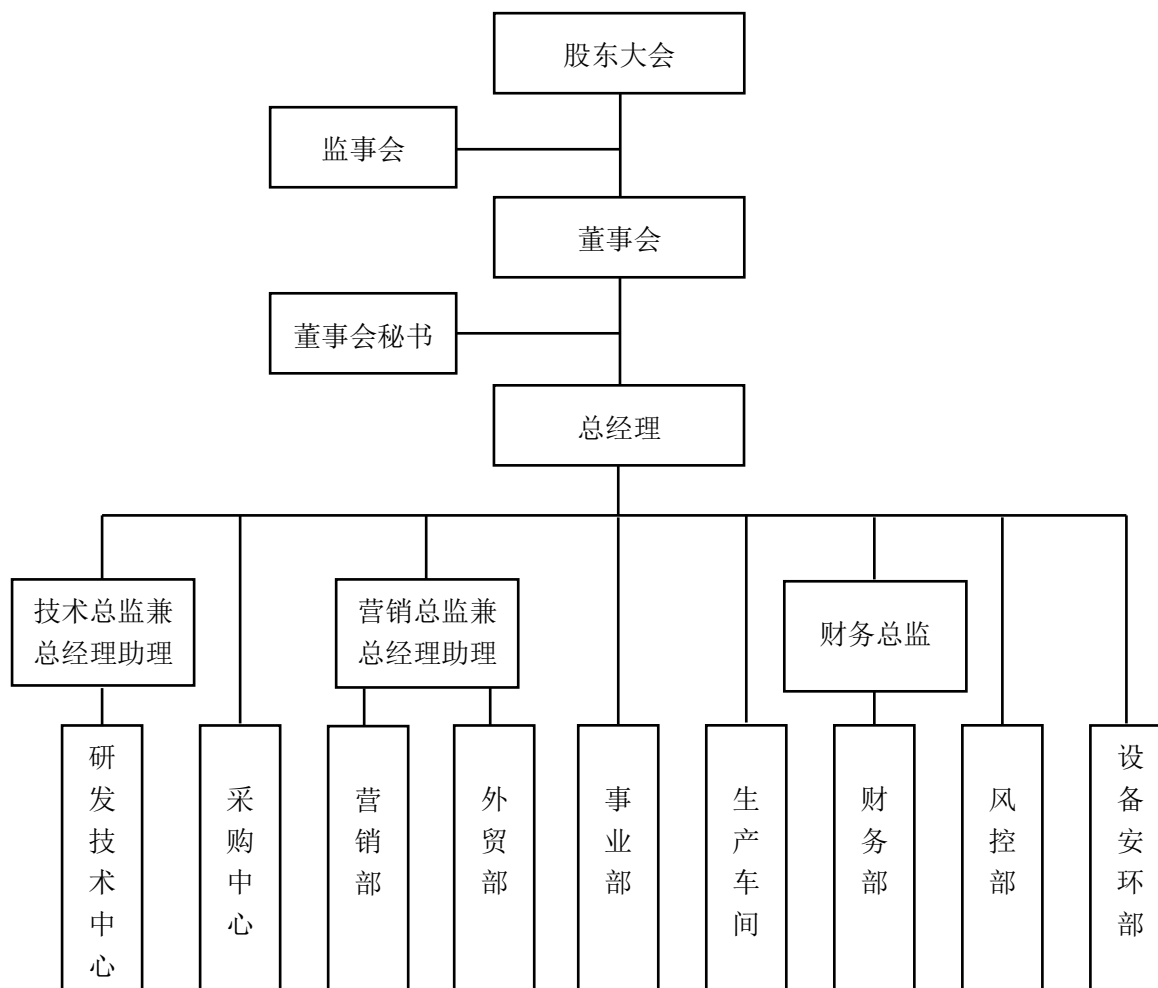 股东大会
监事会
董事会
董事会秘书
总经理
技术总监兼
总经理助理
营销总监兼
总经理助理
财务总监
研发技术中心
采购中心
营销部
外贸部
事业部
生产车间
财务部
风控部
设备安环部